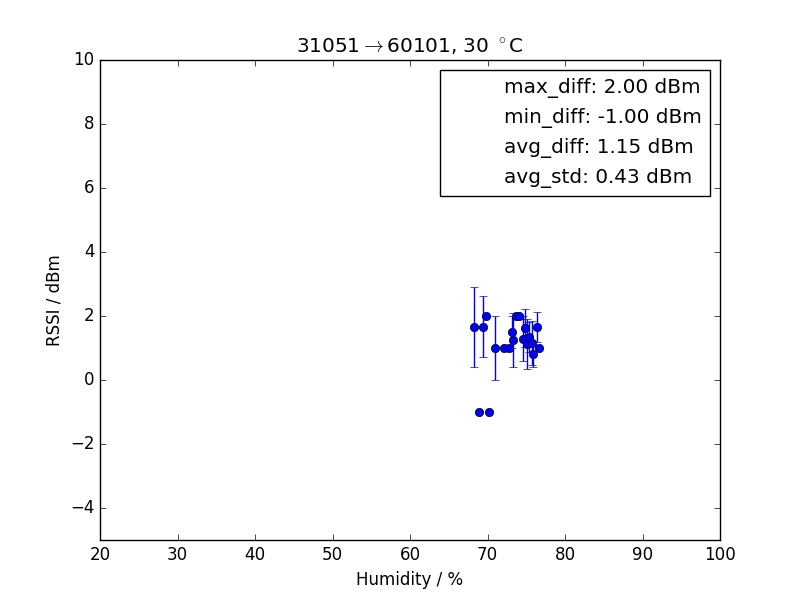 31051→60101, 30 °C
max_diff: 2.00 dBm
min_diff: -1.00 dBm
avg_diff: 1.15 dBm
avg_std: 0.43 dBm
10
8
6
4
2
0
−2
−4
RSSI / dBm
20 30 40 50 60 70 80 90 100
Humidity / %